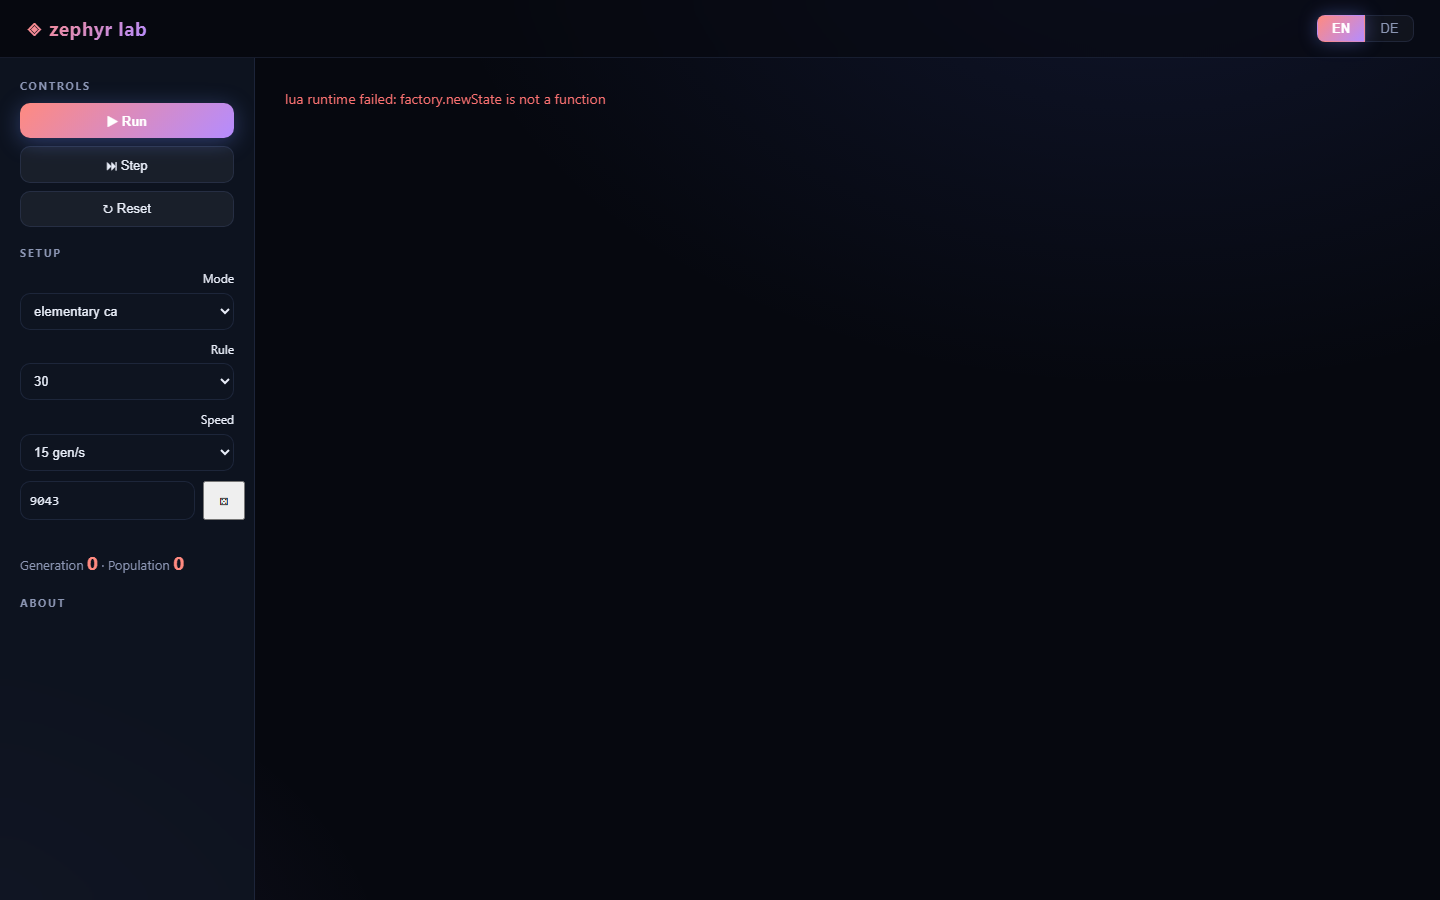 ◈ zephyr lab
EN DE
CONTROLS
▶ Run
⏭ Step
↻ Reset
SETUP
Mode
elementary ca
Rule
30
Speed
15 gen/s
9043
Generation 0 · Population 0
ABOUT
lua runtime failed: factory.newState is not a function